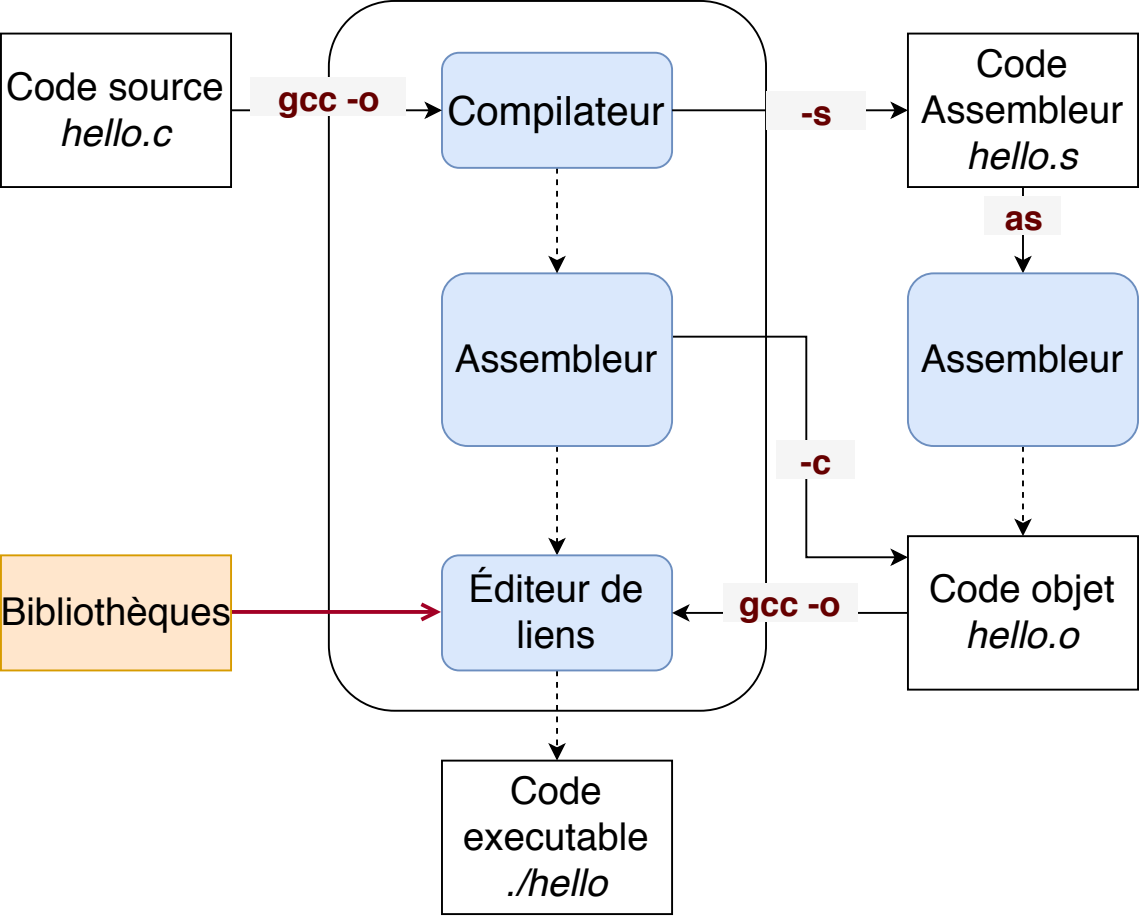 Code source
hello.c
gcc -o
Compilateur
-s
Code
Assembleur
hello.s
as
Assembleur
Assembleur
-c
Bibliothèques
Éditeur de
liens
gcc -o
Code objet
hello.o
Code
executable
./hello